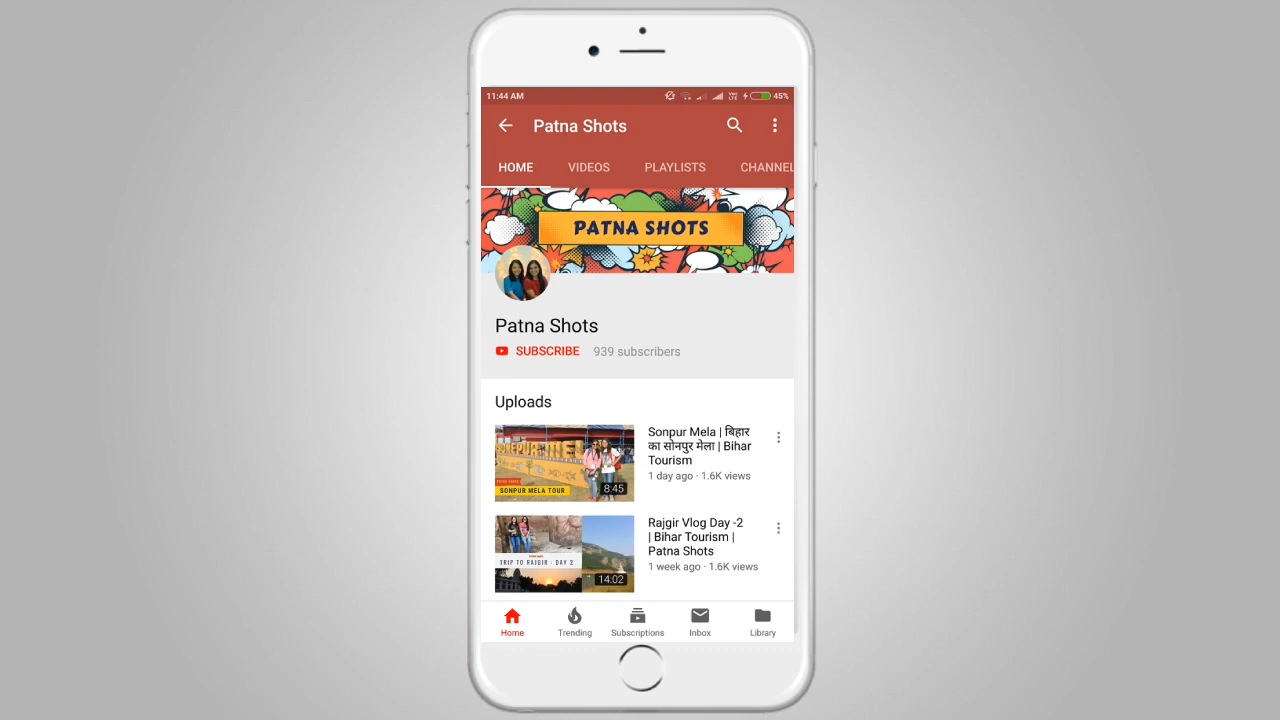 11:44 AM
45%
Patna Shots
HOME VIDEOS PLAYLISTS CHANNEL
PATNA SHOTS
Patna Shots
SUBSCRIBE 939 subscribers
Uploads
SONPUR MELA TOUR
8:45
Sonpur Mela | बिहार
का सोनपुर मेला | Bihar
Tourism
1 day ago · 1.6K views
TRIP TO RAJGIR : DAY 2
14:02
Rajgir Vlog Day -2
| Bihar Tourism |
Patna Shots
1 week ago · 1.6K views
Home Trending Subscriptions Inbox Library